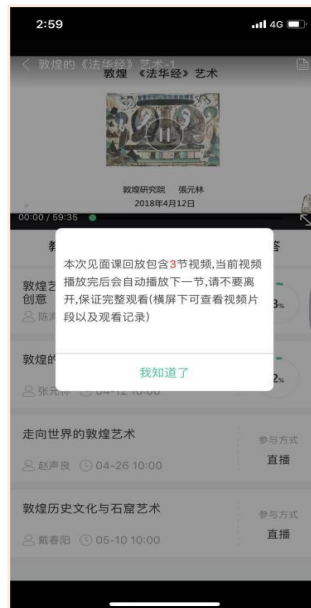 2:59
4G
敦煌的《法华经》艺术-1
敦煌 《法华经》艺术
敦煌研究院 張元林
2018年4月12日
00:00 / 59:35
本次见面课回放包含3节视频,当前视频
播放完后会自动播放下一节,请不要离
开,保证完整观看(横屏下可查看视频片
段以及观看记录)
我知道了
敦煌艺
创意
敦煌的
2%
张元林 04-12 10:00
走向世界的敦煌艺术
赵声良 04-26 10:00
参与方式
直播
敦煌历史文化与石窟艺术
戴春阳 05-10 10:00
参与方式
直播